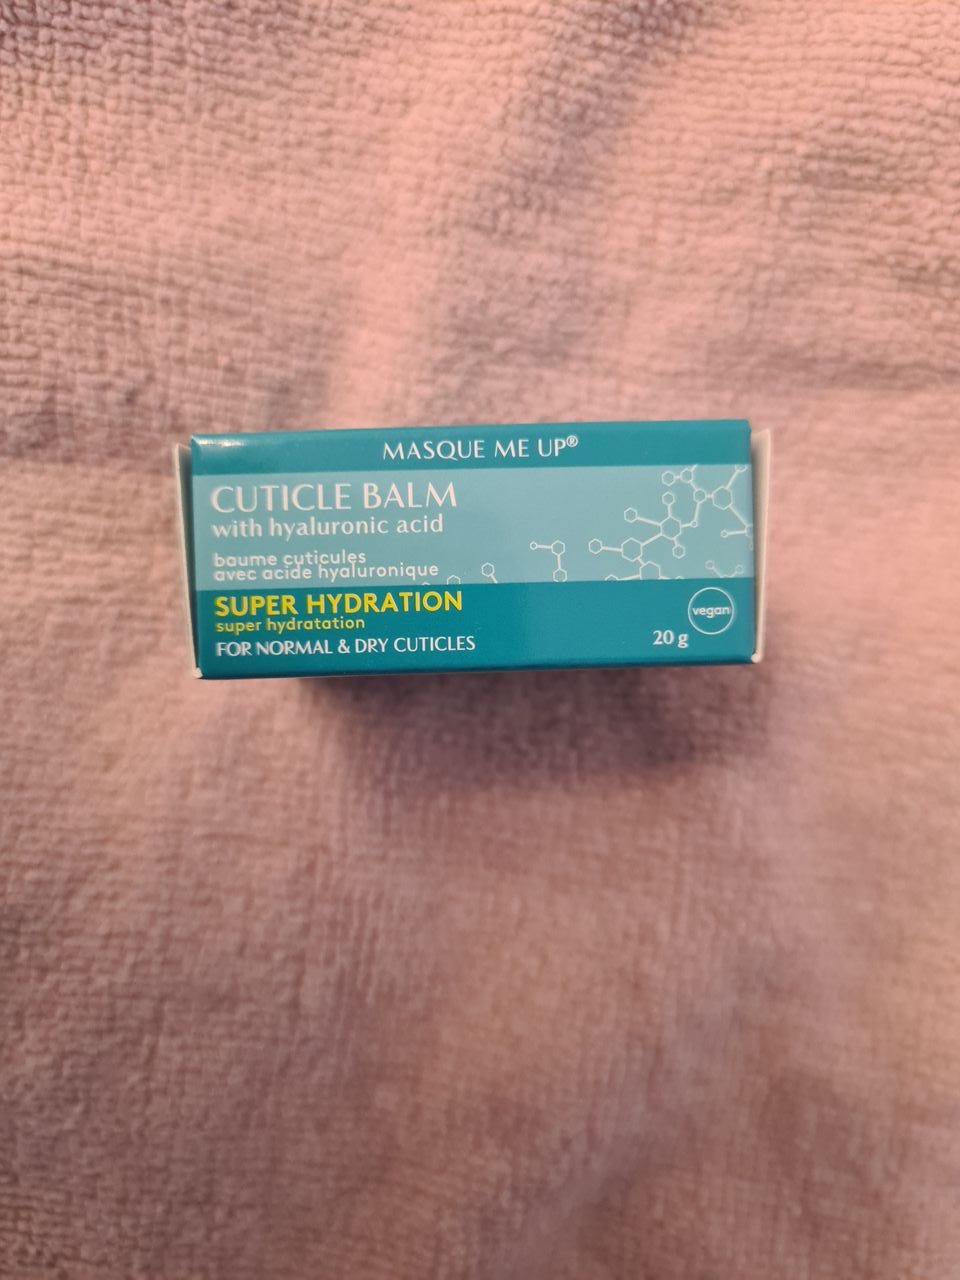 MASQUE ME UP®
CUTICLE BALM
with hyaluronic acid
baume cuticules
avec acide hyaluronique
SUPER HYDRATION
super hydratation
FOR NORMAL & DRY CUTICLES
20 g
vegan